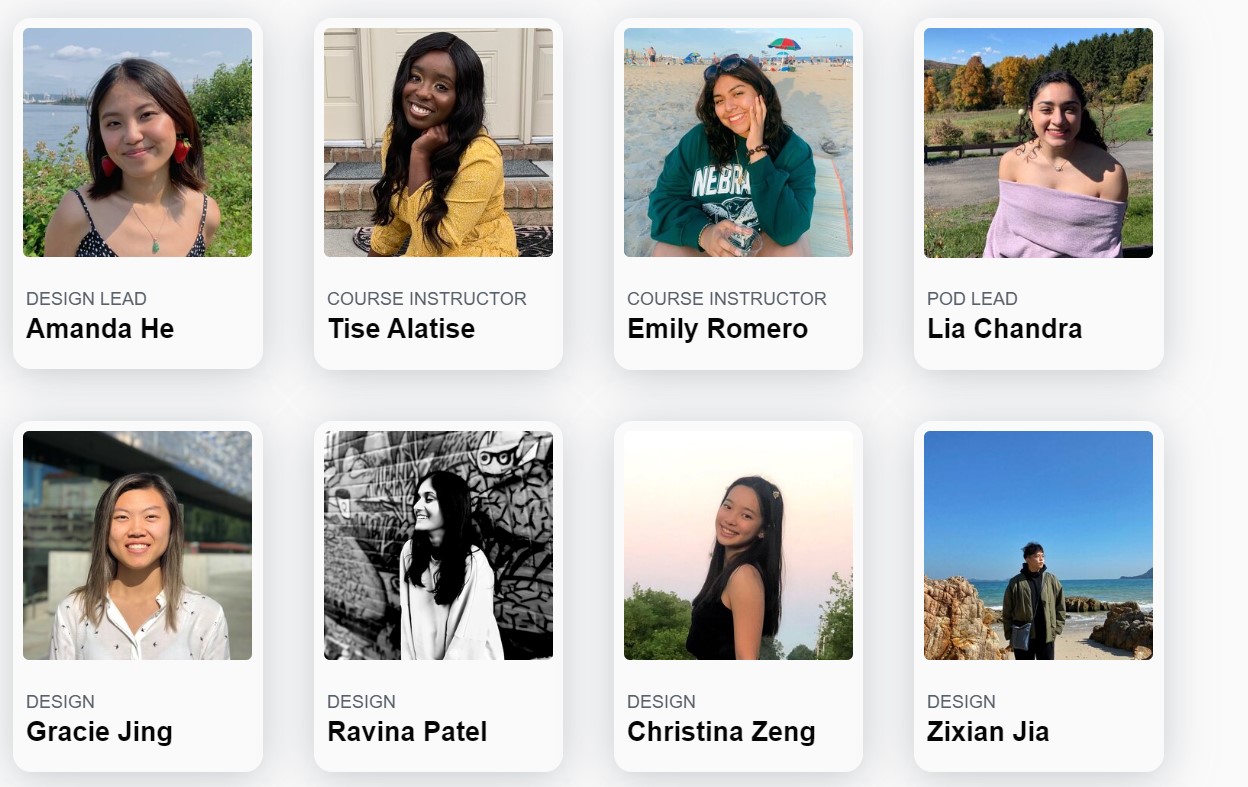 DESIGN LEAD
Amanda He
COURSE INSTRUCTOR
Tise Alatise
NEBRA
COURSE INSTRUCTOR
Emily Romero
POD LEAD
Lia Chandra
DESIGN
Gracie Jing
DESIGN
Ravina Patel
DESIGN
Christina Zeng
DESIGN
Zixian Jia